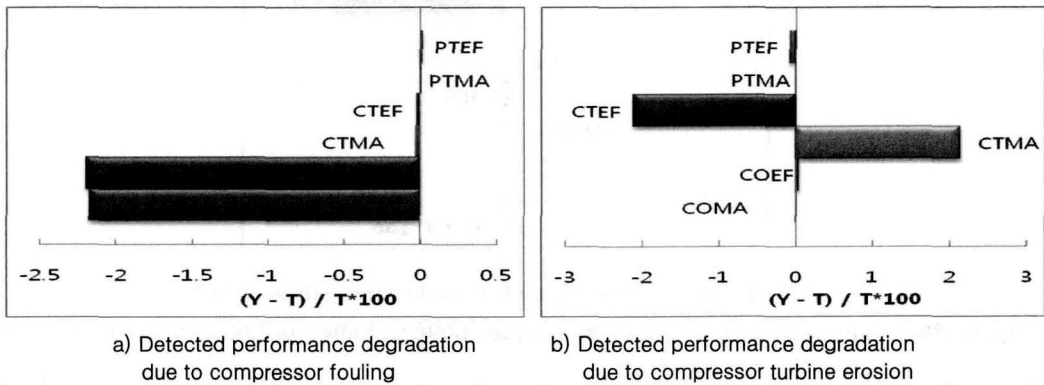 PTEF
PTMA
CTEF
CTMA
-2.5 -2 -1.5 -1 -0.5 0 0.5
(Y - T) / T*100
a) Detected performance degradation
due to compressor fouling
PTEF
PTMA
CTEF
CTMA
COEF
COMA
-3 -2 -1 0 1 2 3
(Y - T) / T*100
b) Detected performance degradation
due to compressor turbine erosion